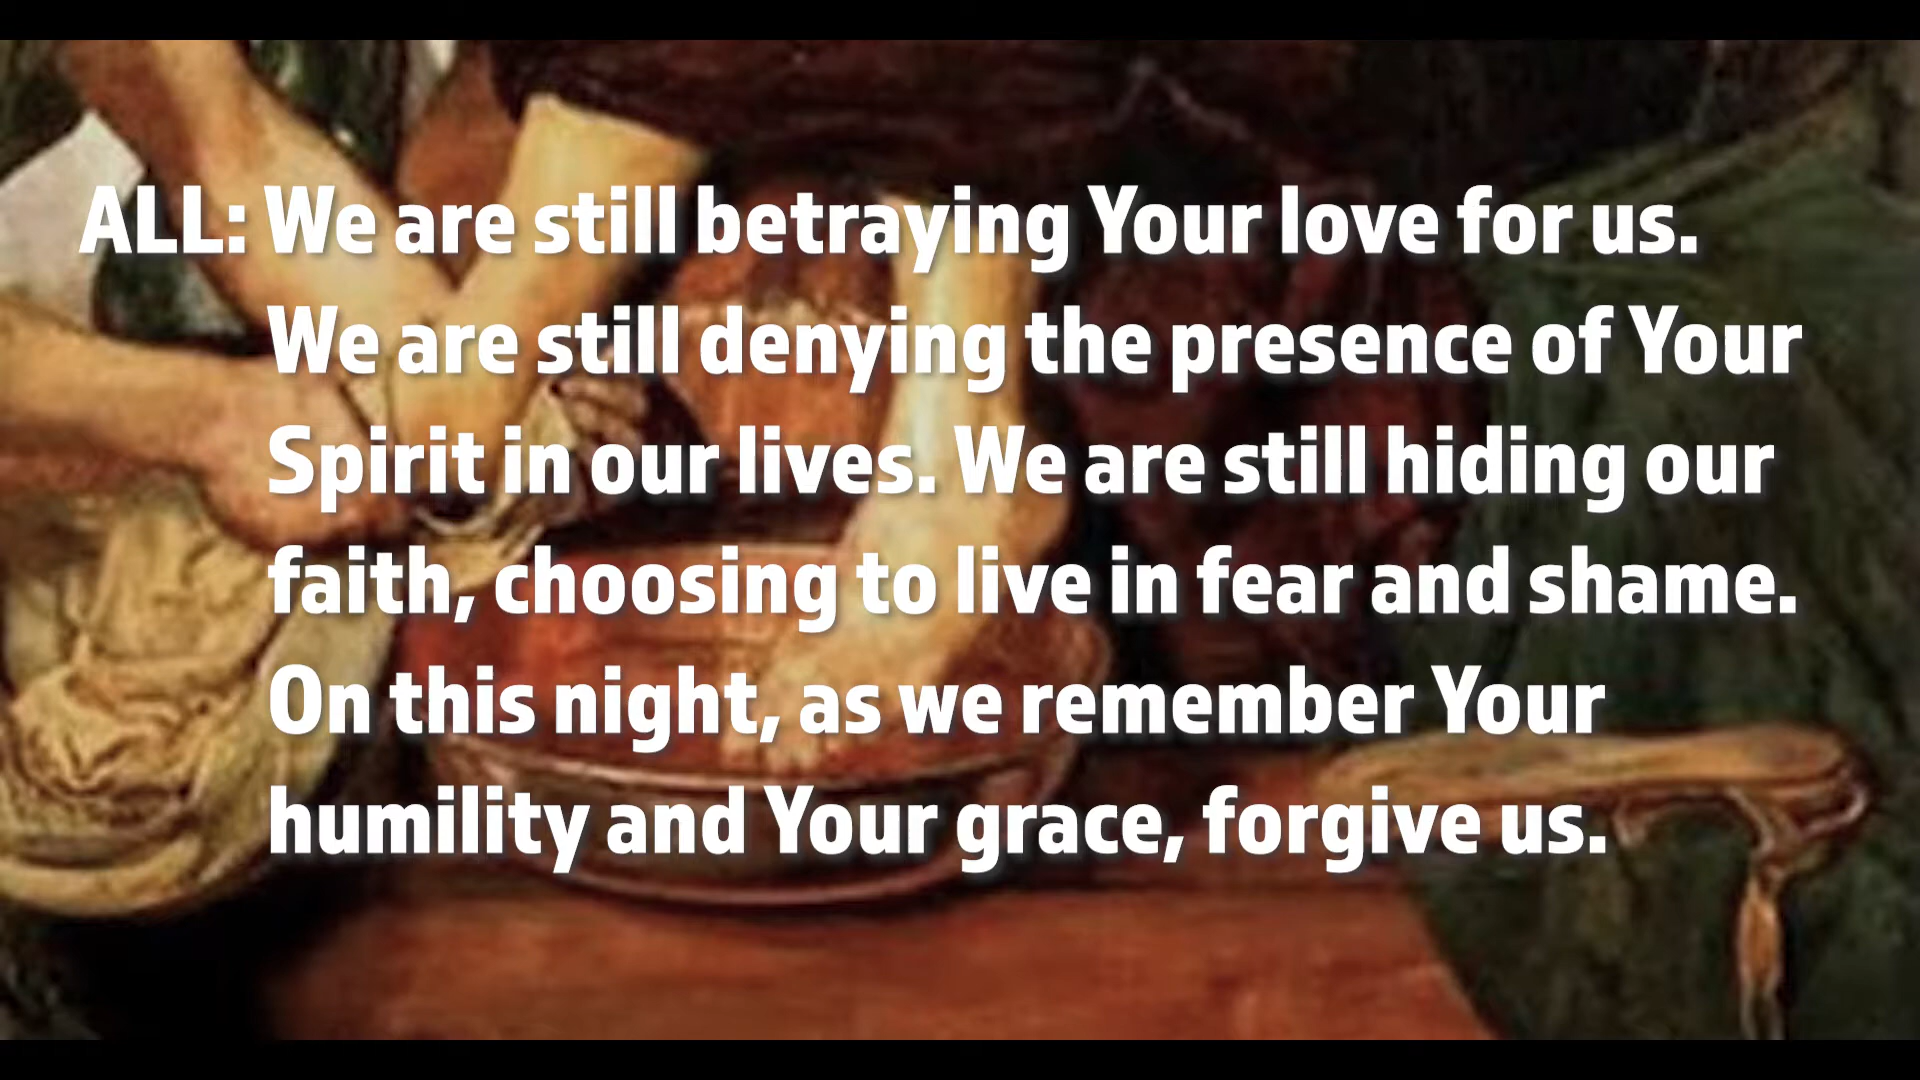 ALL: We are still betraying Your love for us.
We are still denying the presence of Your
Spirit in our lives. We are still hiding our
faith, choosing to live in fear and shame.
On this night, as we remember Your
humility and Your grace, forgive us.